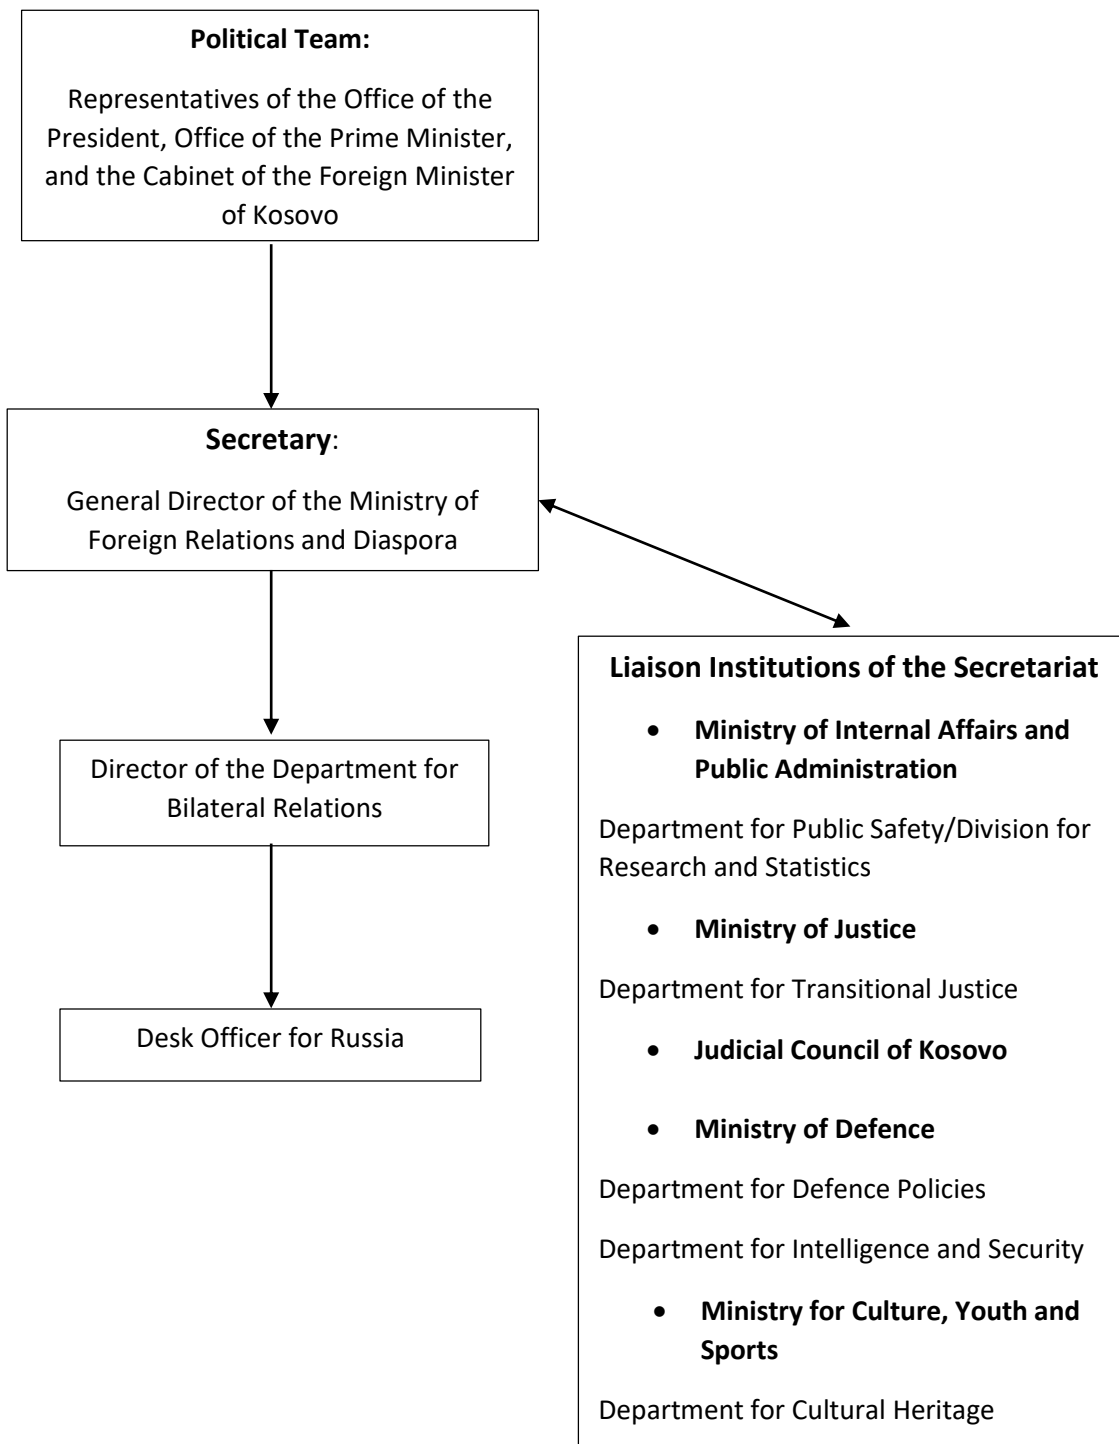 Political Team:
Representatives of the Office of the
President, Office of the Prime Minister,
and the Cabinet of the Foreign Minister
of Kosovo
Secretary:
General Director of the Ministry of
Foreign Relations and Diaspora
Director of the Department for
Bilateral Relations
Desk Officer for Russia
Liaison Institutions of the Secretariat
• Ministry of Internal Affairs and
Public Administration
Department for Public Safety/Division for
Research and Statistics
• Ministry of Justice
Department for Transitional Justice
• Judicial Council of Kosovo
• Ministry of Defence
Department for Defence Policies
Department for Intelligence and Security
• Ministry for Culture, Youth and
Sports
Department for Cultural Heritage